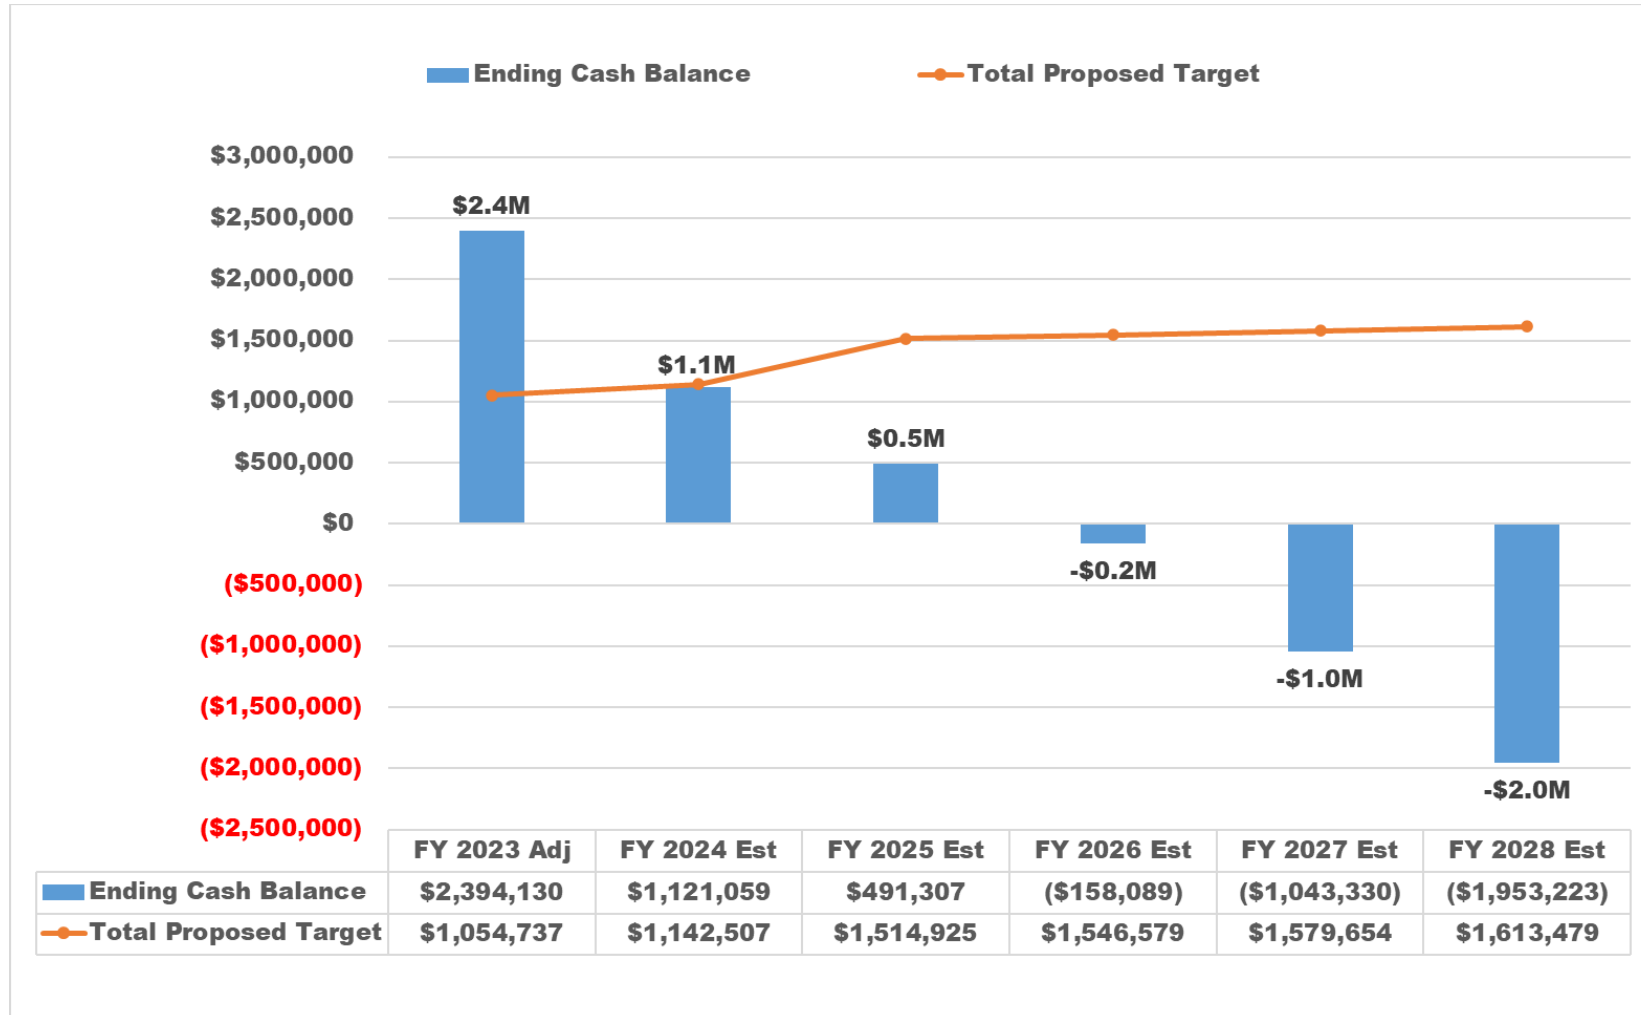 Ending Cash Balance Total Proposed Target
$3,000,000
$2.4M
$2,500,000
$2,000,000
$1,500,000
$1.1M
$1,000,000
$0.5M
$500,000
$0
-$0.2M
($500,000)
($1,000,000)
-$1.0M
($1,500,000)
($2,000,000)
-$2.0M
($2,500,000)
FY 2023 Adj FY 2024 Est FY 2025 Est FY 2026 Est FY 2027 Est FY 2028 Est
Ending Cash Balance $2,394,130 $1,121,059 $491,307 ($158,089) ($1,043,330) ($1,953,223)
Total Proposed Target $1,054,737 $1,142,507 $1,514,925 $1,546,579 $1,579,654 $1,613,479